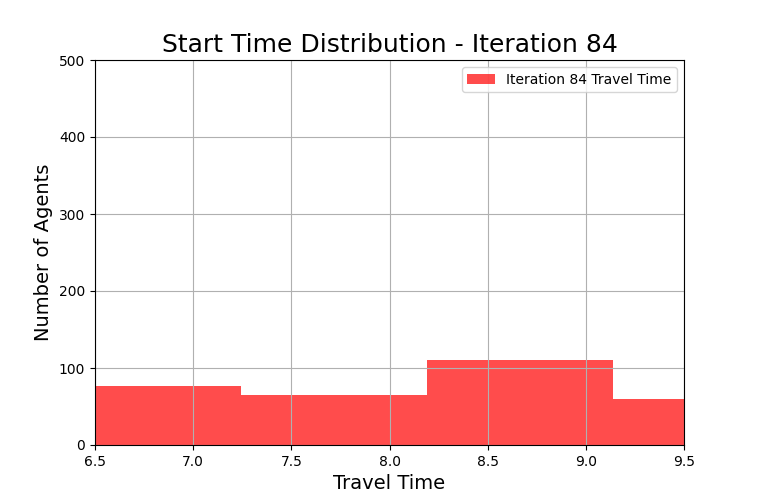 Start Time Distribution - Iteration 84
Iteration 84 Travel Time
Number of Agents
500
400
300
200
100
0
6.5 7.0 7.5 8.0 8.5 9.0 9.5
Travel Time